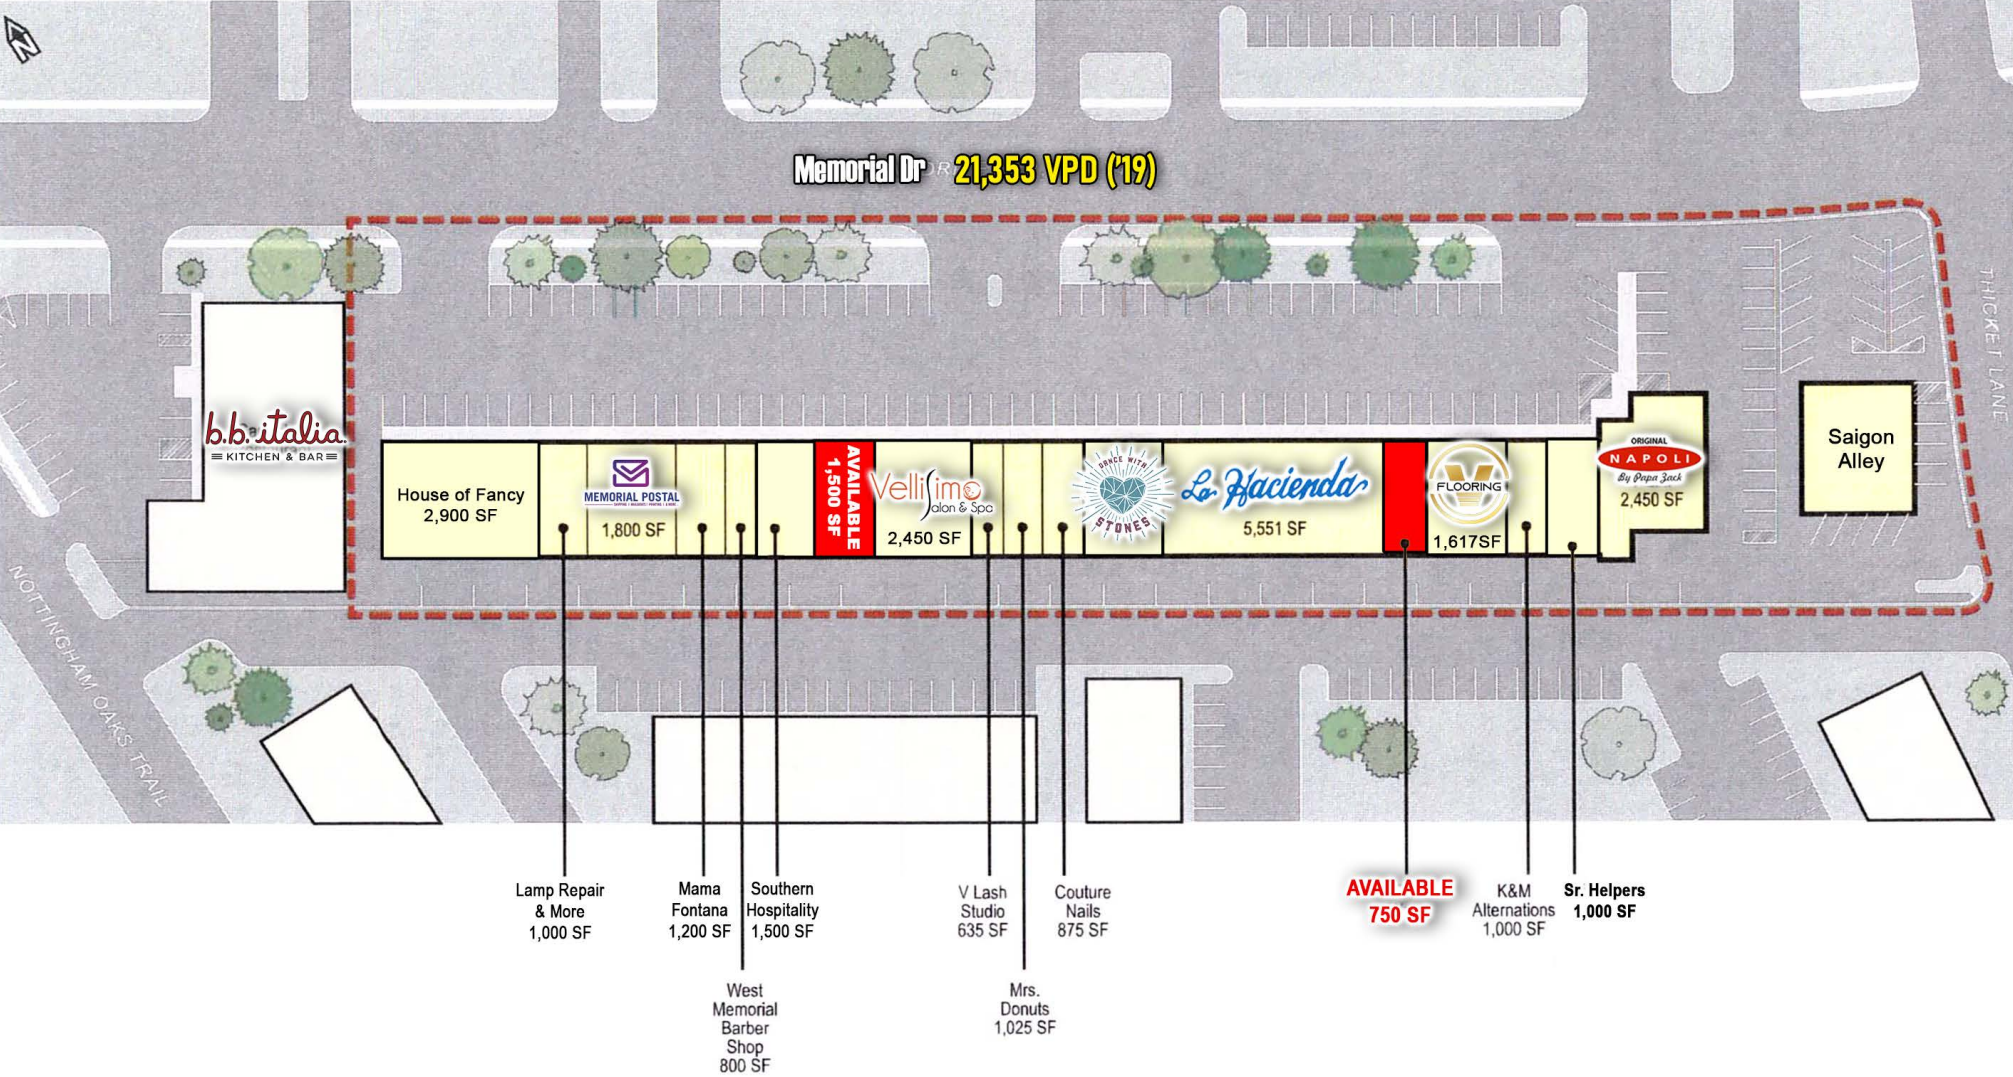 N
Memorial Dr 21,353 VPD ('19)
DR
THICKET LANE
b.b.italia
KITCHEN & BAR
House of Fancy
2,900 SF
MEMORIAL POSTAL
1,800 SF
AVAILABLE
1,500 SF
Vellisimo
Salon & Spa
2,450 SF
DANCE WITH
STONES
La Hacienda
5,551 SF
V
FLOORING
1,617SF
ORIGINAL
NAPOLI
By Papa Zack
2,450 SF
Saigon
Alley
NOTTINGHAM OAKS TRAIL
Lamp Repair
& More
1,000 SF
Mama
Fontana
1,200 SF
Southern
Hospitality
1,500 SF
V Lash
Studio
635 SF
Couture
Nails
875 SF
AVAILABLE
750 SF
K&M
Alternations
1,000 SF
Sr. Helpers
1,000 SF
West
Memorial
Barber
Shop
800 SF
Mrs.
Donuts
1,025 SF